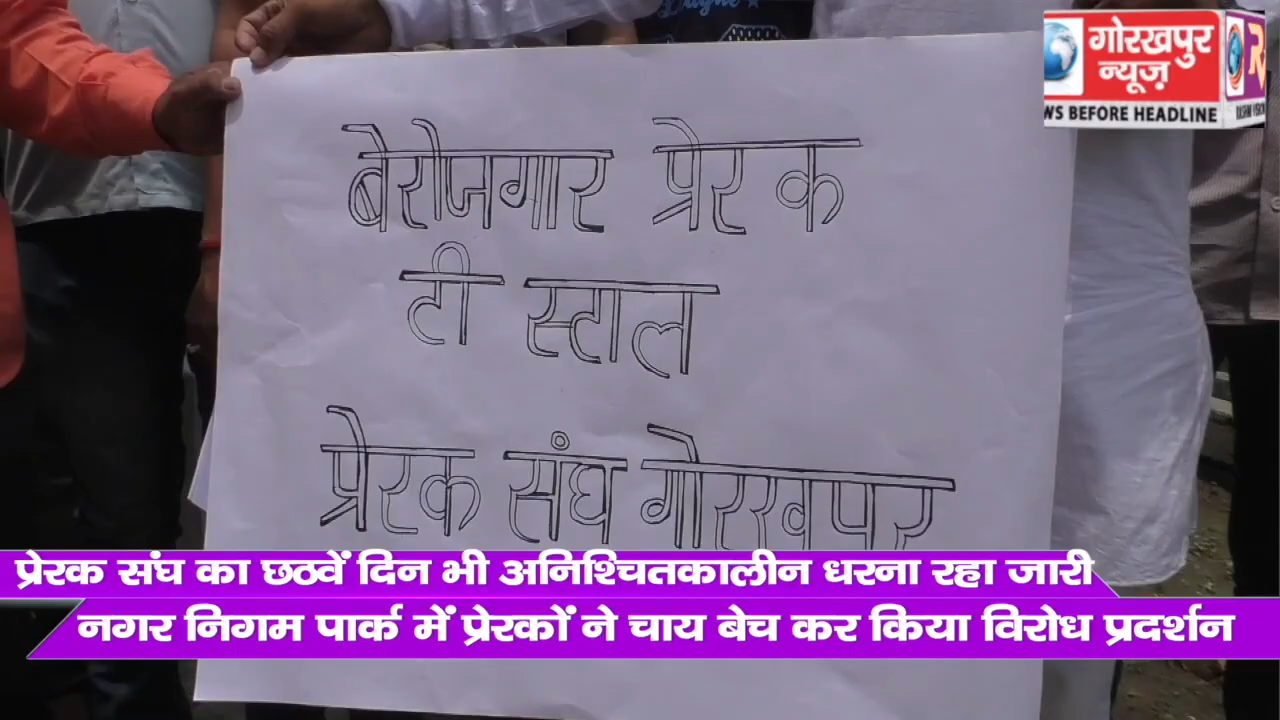 गोरखपुर
न्यूज़
WS BEFORE HEADLINE
बेरोजगार प्रेरक
टी स्टाल
प्रेरक संघ गोरखपुर
प्रेरक संघ का छठवें दिन भी अनिश्चितकालीन धरना रहा जारी
नगर निगम पार्क में प्रेरकों ने चाय बेच कर किया विरोध प्रदर्शन